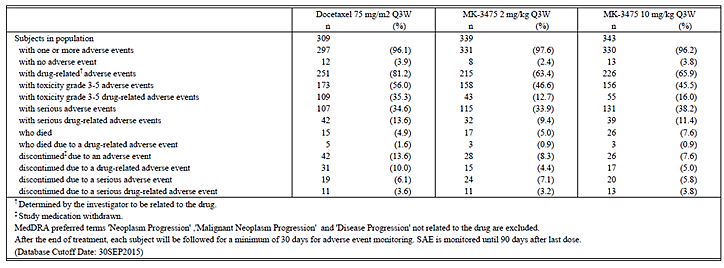 Docetaxel 75 mg/m2 Q3W MK-3475 2 mg/kg Q3W MK-3475 10 mg/kg Q3W
n (%) n (%) n (%)
Subjects in population 309 339 343
with one or more adverse events 297 (96.1) 331 (97.6) 330 (96.2)
with no adverse event 12 (3.9) 8 (2.4) 13 (3.8)
with drug-related† adverse events 251 (81.2) 215 (63.4) 226 (65.9)
with toxicity grade 3-5 adverse events 173 (56.0) 158 (46.6) 156 (45.5)
with toxicity grade 3-5 drug-related adverse events 109 (35.3) 43 (12.7) 55 (16.0)
with serious adverse events 107 (34.6) 115 (33.9) 131 (38.2)
with serious drug-related adverse events 42 (13.6) 32 (9.4) 39 (11.4)
who died 15 (4.9) 17 (5.0) 26 (7.6)
who died due to a drug-related adverse event 5 (1.6) 3 (0.9) 3 (0.9)
discontinued‡ due to an adverse event 42 (13.6) 28 (8.3) 26 (7.6)
discontinued due to a drug-related adverse event 31 (10.0) 15 (4.4) 17 (5.0)
discontinued due to a serious adverse event 19 (6.1) 24 (7.1) 20 (5.8)
discontinued due to a serious drug-related adverse event 11 (3.6) 11 (3.2) 13 (3.8)
† Determined by the investigator to be related to the drug.
‡ Study medication withdrawn.
MedDRA preferred terms 'Neoplasm Progression' ,'Malignant Neoplasm Progression' and 'Disease Progression' not related to the drug are excluded.
After the end of treatment, each subject will be followed for a minimum of 30 days for adverse event monitoring. SAE is monitored until 90 days after last dose.
(Database Cutoff Date: 30SEP2015)